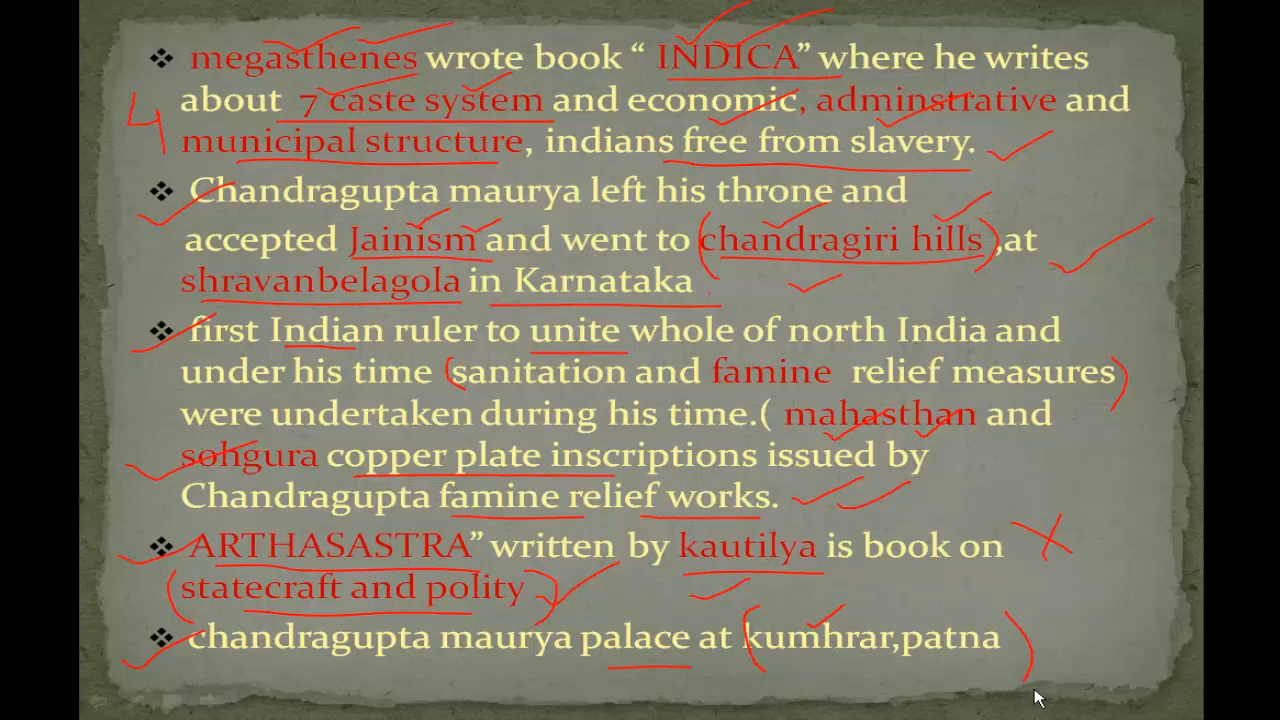 ❖ megasthenes wrote book “ INDICA” where he writes
about 7 caste system and economic, adminstrative and
4
municipal structure, indians free from slavery.
❖ Chandragupta maurya left his throne and
accepted Jainism and went to chandragiri hills ,at
shravanbelagola in Karnataka
❖ first Indian ruler to unite whole of north India and
under his time sanitation and famine relief measures
were undertaken during his time.( mahasthan and
sohgura copper plate inscriptions issued by
Chandragupta famine relief works.
❖ ARTHASASTRA” written by kautilya is book on
statecraft and polity
❖ chandragupta maurya palace at kumhrar,patna